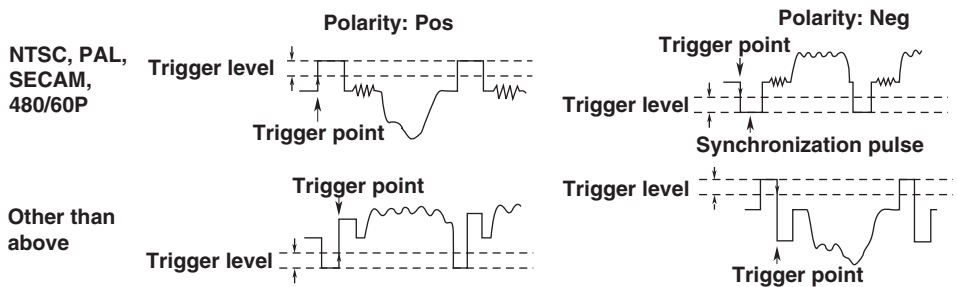 Polarity: Pos
Polarity: Neg
NTSC, PAL,
SECAM,
480/60P
Trigger level
Trigger point
Trigger point
Trigger level
Synchronization pulse
Other than
above
Trigger point
Trigger level
Trigger level
Trigger point